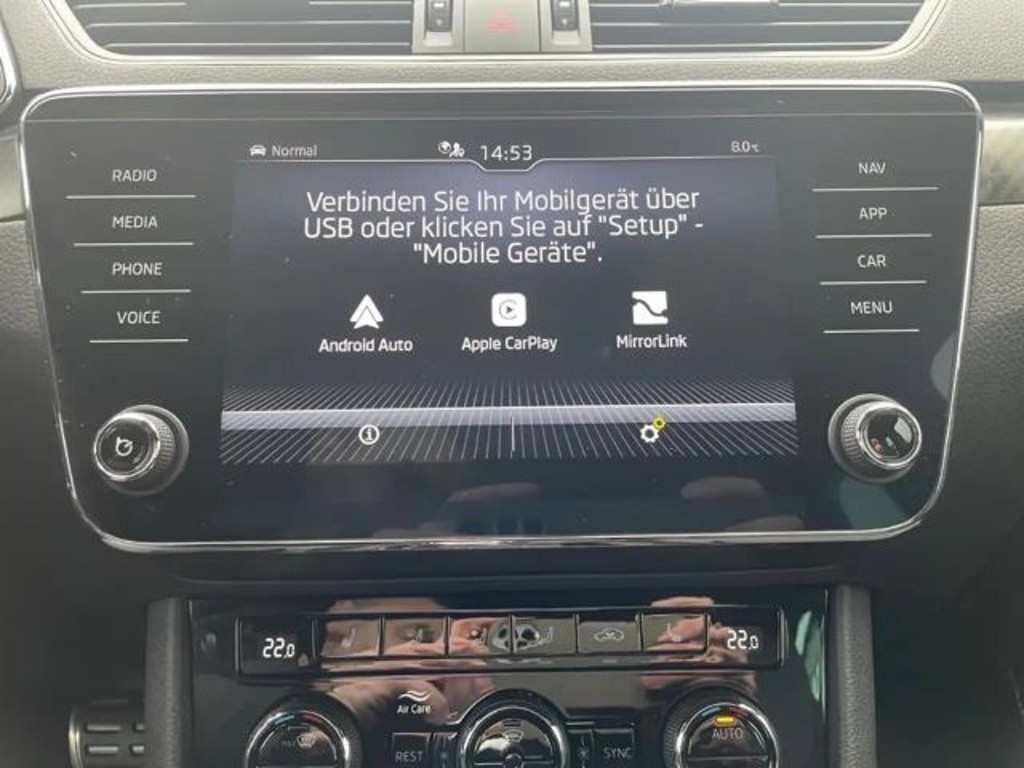 Normal
14:53
8.0°c
RADIO
MEDIA
PHONE
VOICE
NAV
APP
CAR
MENU
Verbinden Sie Ihr Mobilgerät über
USB oder klicken Sie auf "Setup" -
"Mobile Geräte".
Android Auto
Apple CarPlay
MirrorLink
22.0
22.0
Air Care
REST
SYNC
AUTO